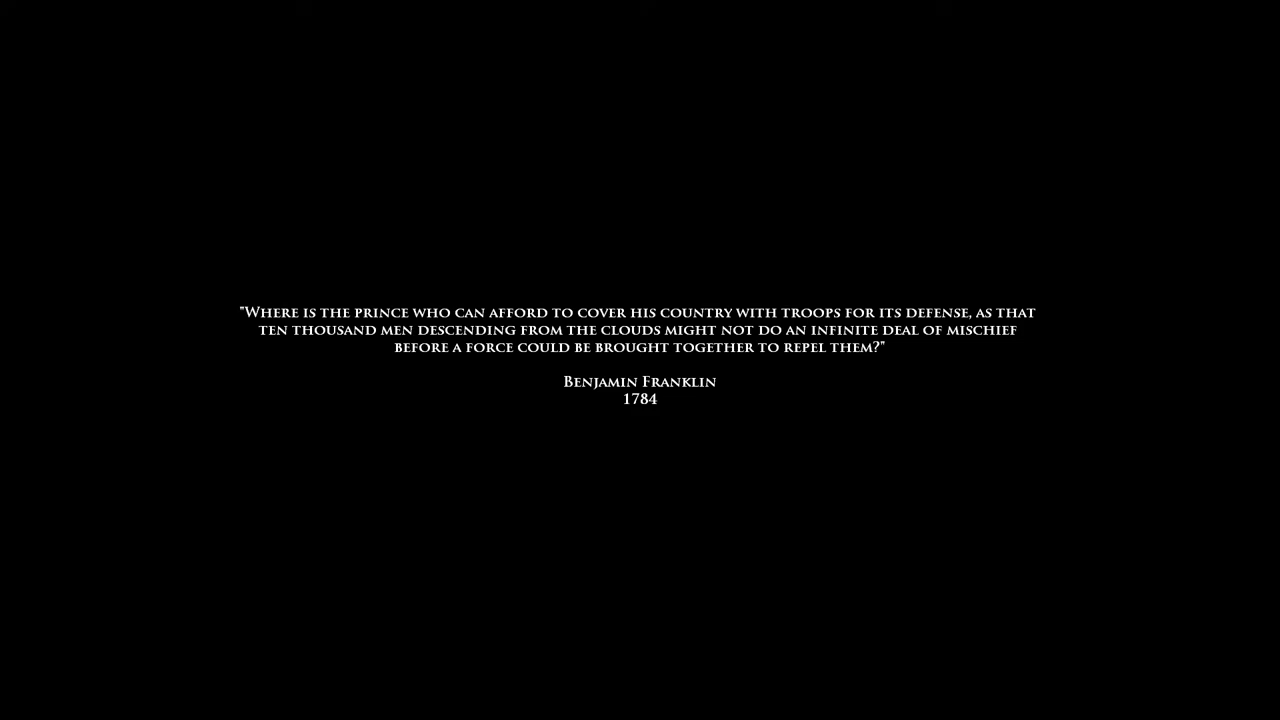 "Where is the prince who can afford to cover his country with troops for its defense, as that
ten thousand men descending from the clouds might not do an infinite deal of mischief
before a force could be brought together to repel them?"
Benjamin Franklin
1784